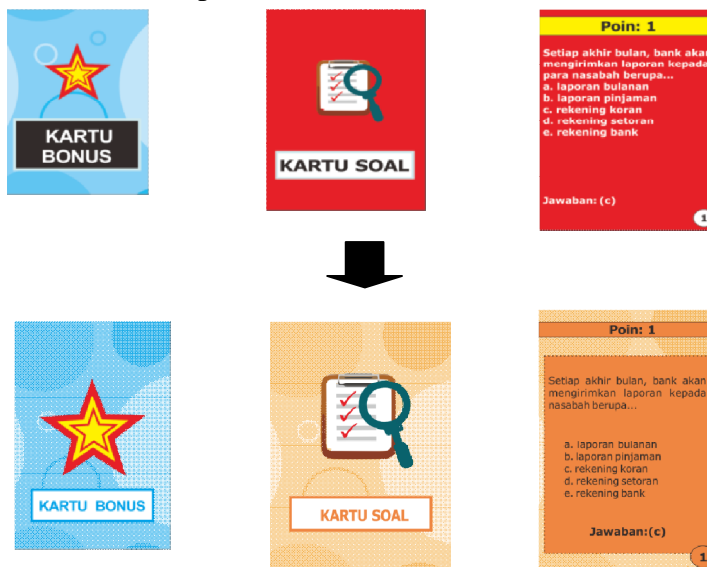 KARTU
BONUS
KARTU SOAL
Poin: 1
Setiap akhir bulan, bank akan
mengirimkan laporan kepada
para nasabah berupa...
a. laporan bulanan
b. laporan pinjaman
c. rekening koran
d. rekening setoran
e. rekening bank
Jawaban: (c)
1
KARTU BONUS
KARTU SOAL
Poin: 1
Setiap akhir bulan, bank akan
mengirimkan laporan kepada
nasabah berupa...
a. laporan bulanan
b. laporan pinjaman
c. rekening koran
d. rekening setoran
e. rekening bank
Jawaban:(c)
1